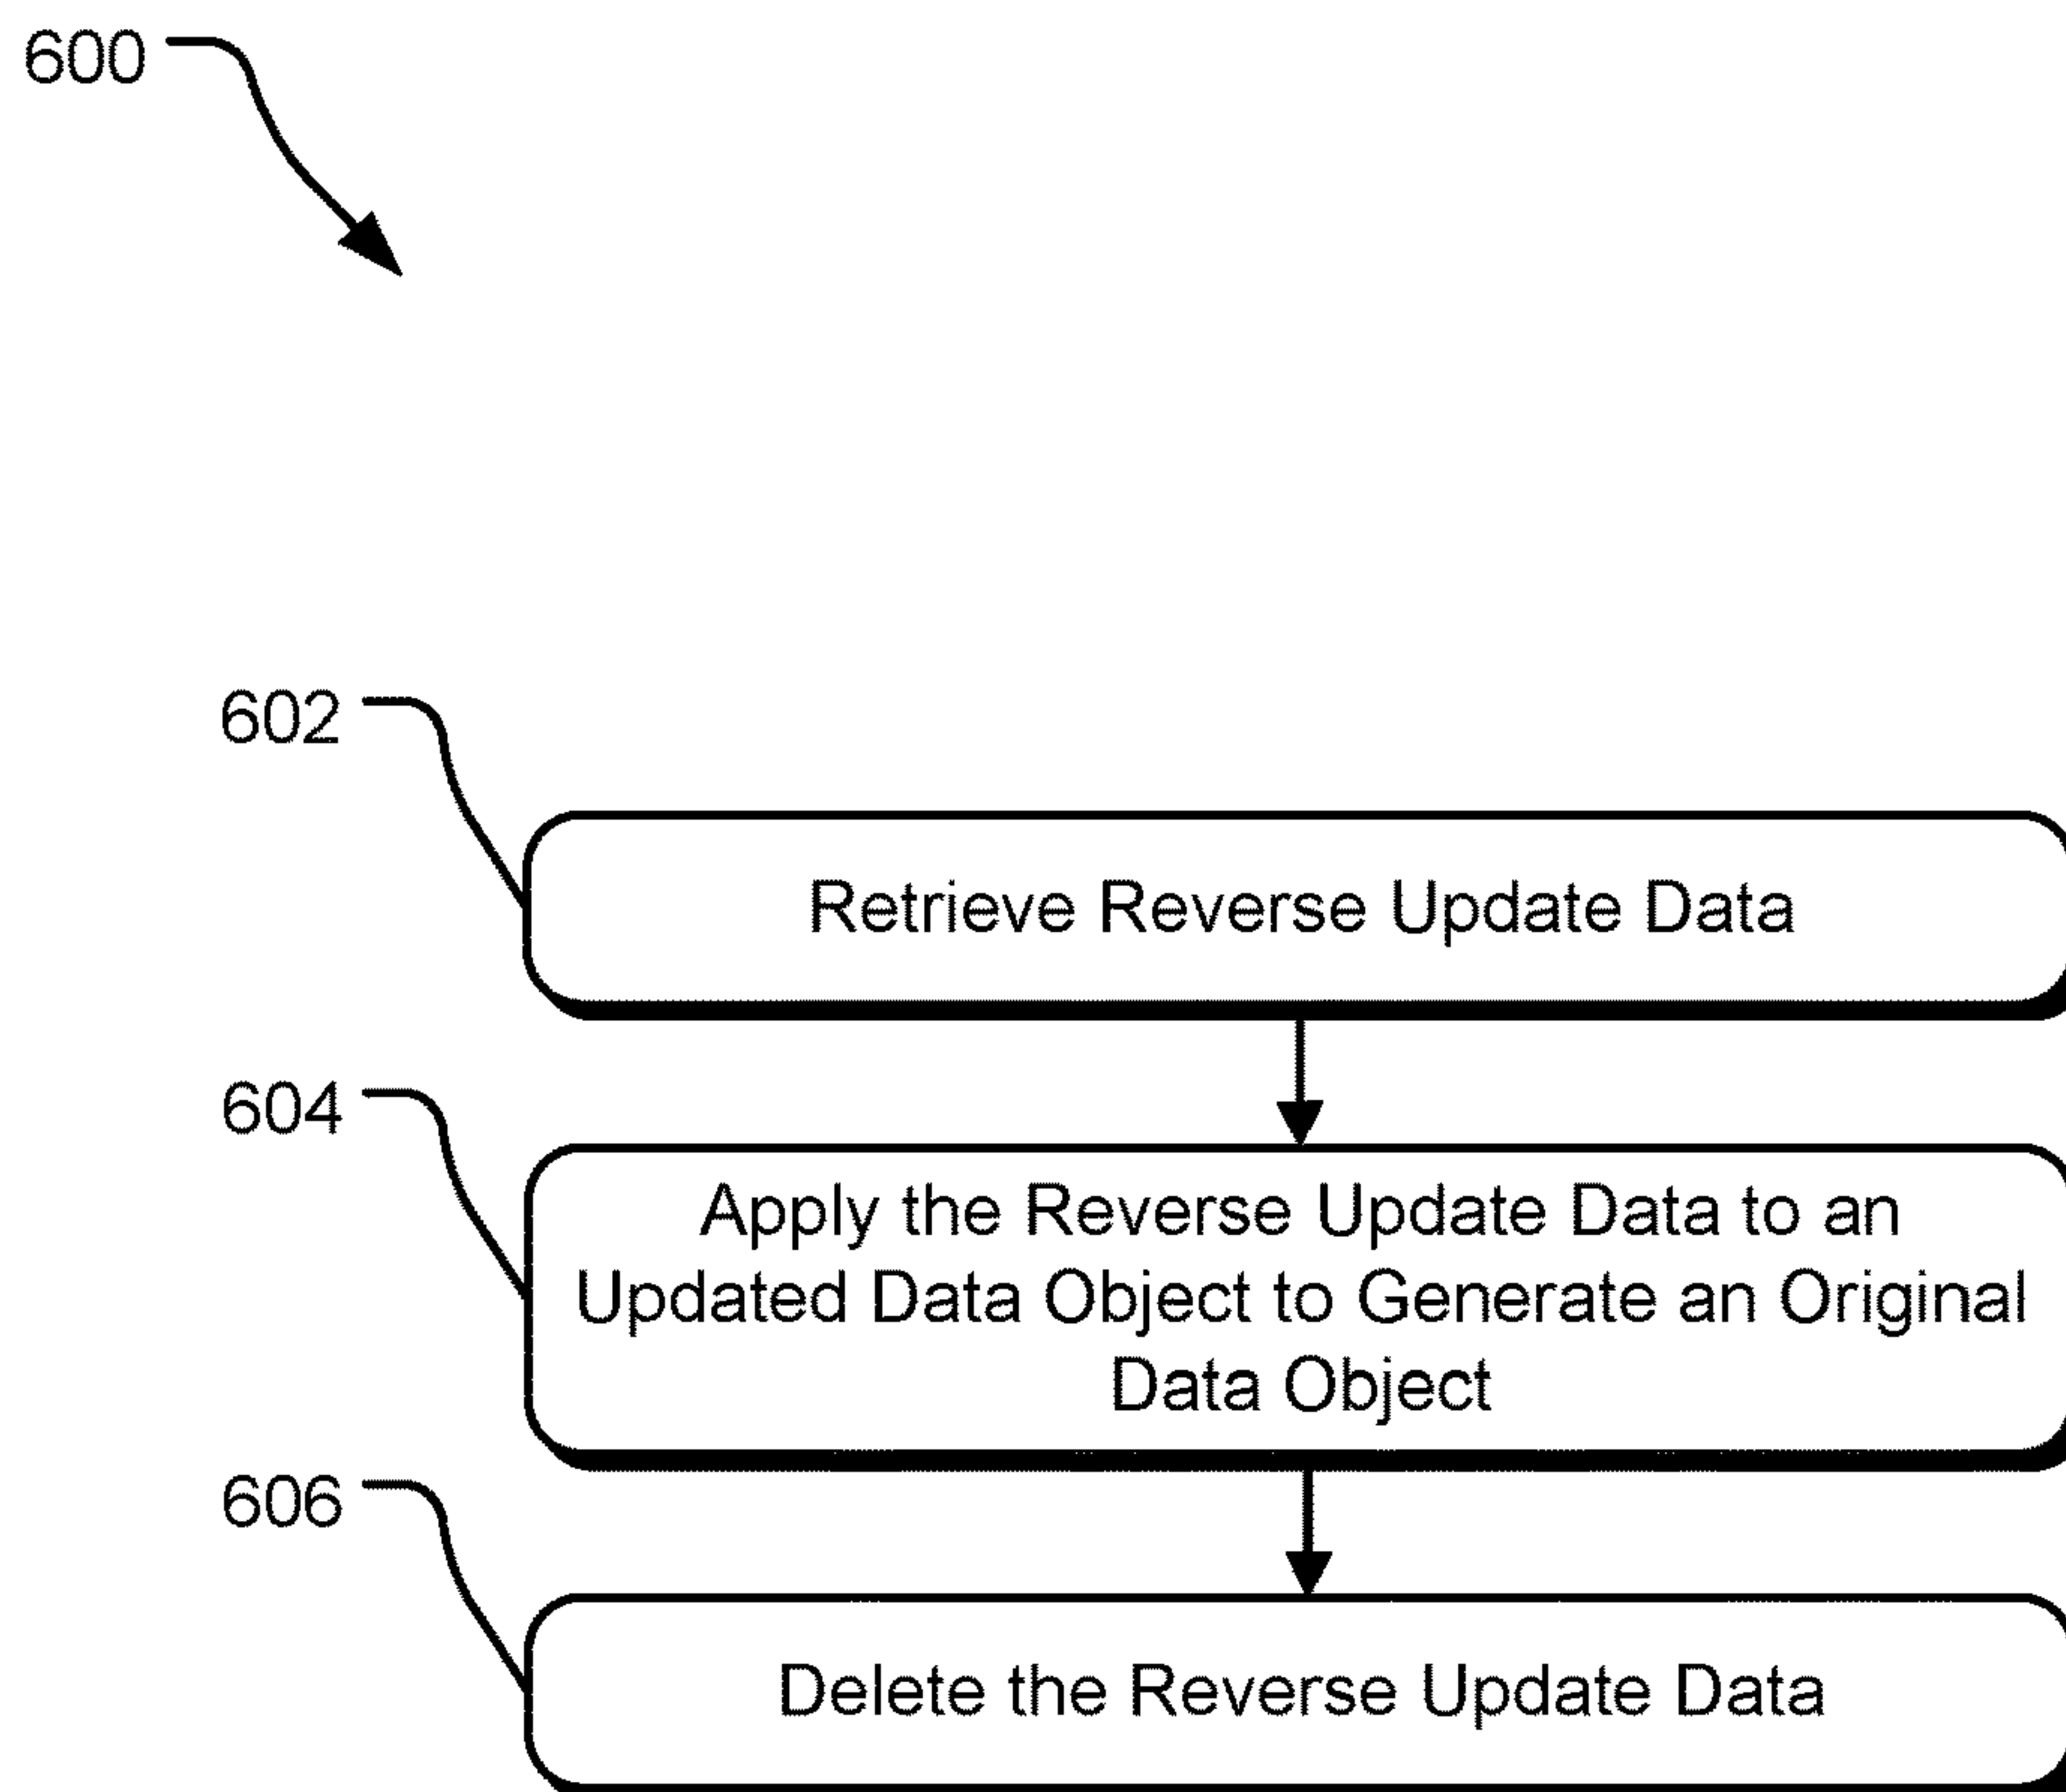 600
602
Retrieve Reverse Update Data
604
Apply the Reverse Update Data to an
Updated Data Object to Generate an Original
Data Object
606
Delete the Reverse Update Data